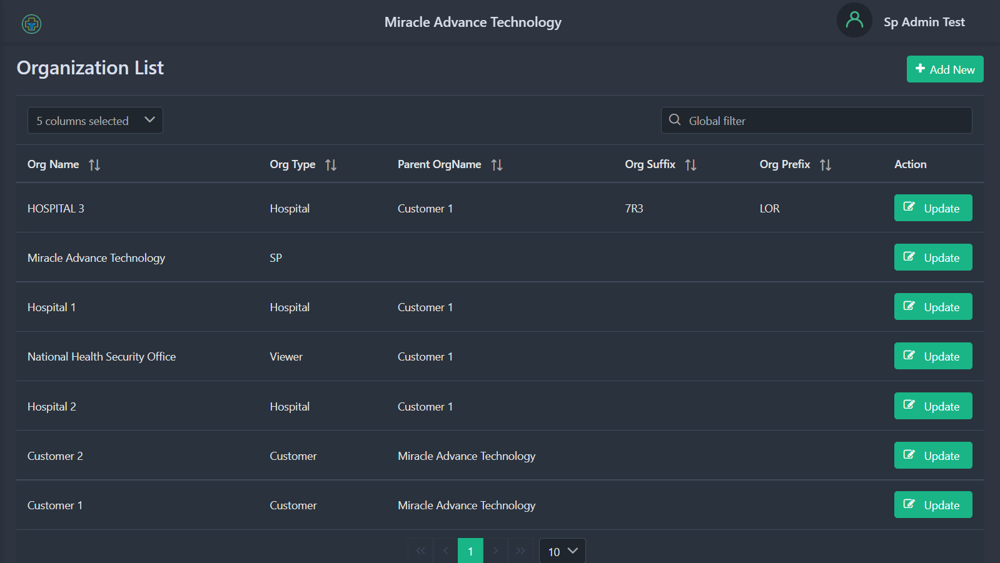 Miracle Advance Technology
Sp Admin Test
Organization List
Add New
5 columns selected
Global filter
Org Name Org Type Parent OrgName Org Suffix Org Prefix Action
HOSPITAL 3 Hospital Customer 1 7R3 LOR Update
Miracle Advance Technology SP Update
Hospital 1 Hospital Customer 1 Update
National Health Security Office Viewer Customer 1 Update
Hospital 2 Hospital Customer 1 Update
Customer 2 Customer Miracle Advance Technology Update
Customer 1 Customer Miracle Advance Technology Update
1 10